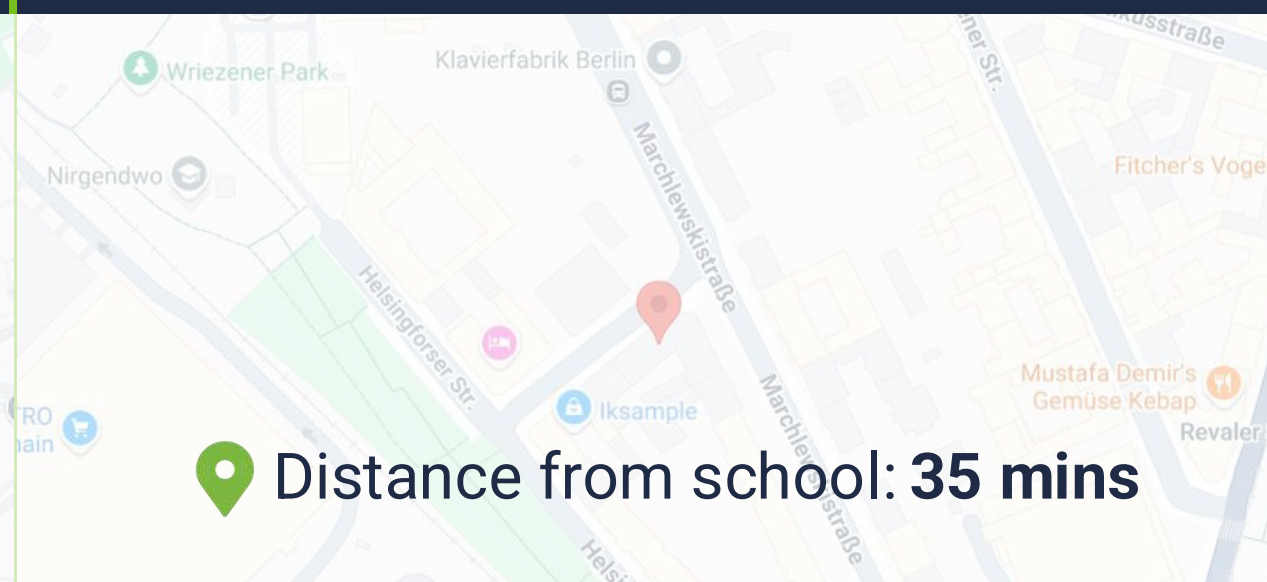 kusstraße
ner Str.
Klavierfabrik Berlin
Wriezener Park
Marchlewskistraße
Fitcher's Voge
Nirgendwo
Helsingforser Str.
Mustafa Demir's
Gemüse Kebap
Iksample
Marchlewskistraße
TRO
hain
Revaler
Distance from school: 35 mins
Helsi